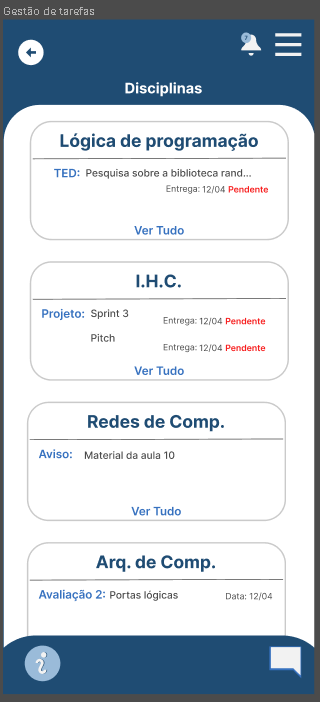 Gestão de tarefas
7
Disciplinas
Lógica de programação
TED: Pesquisa sobre a biblioteca rand...
Entrega: 12/04 Pendente
Ver Tudo
I.H.C.
Projeto: Sprint 3
Entrega: 12/04 Pendente
Pitch
Entrega: 12/04 Pendente
Ver Tudo
Redes de Comp.
Aviso: Material da aula 10
Ver Tudo
Arq. de Comp.
Avaliação 2: Portas lógicas Data: 12/04
i